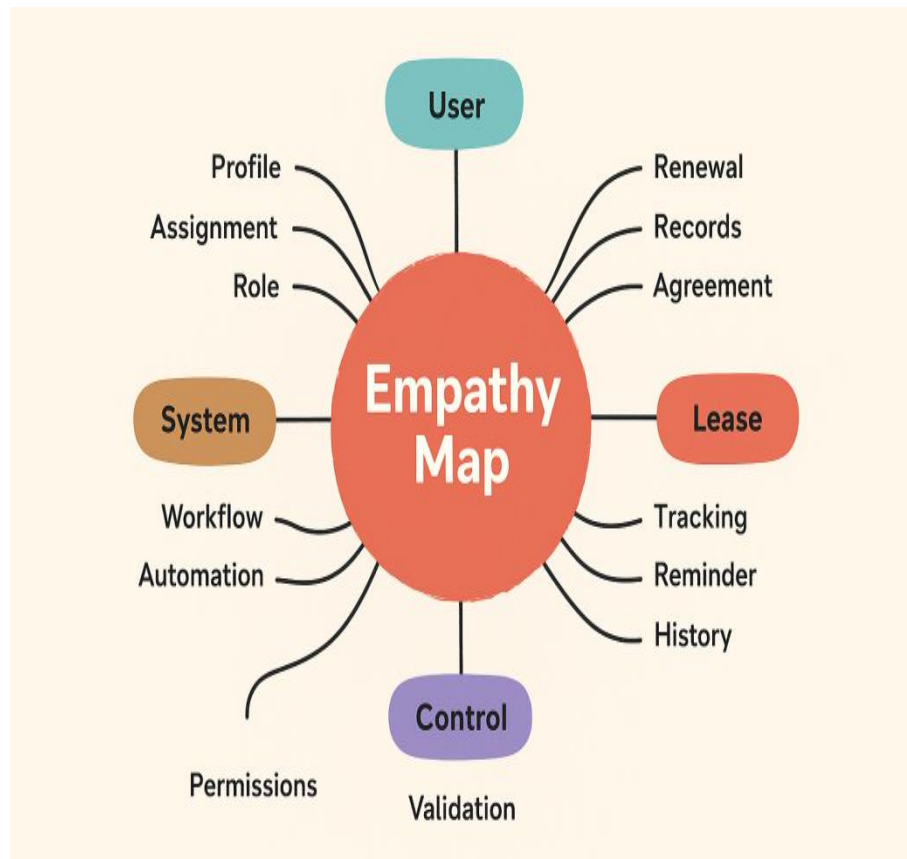 User
Profile
Renewal
Assignment
Records
Role
Agreement
Empathy
Map
System
Lease
Workflow
Tracking
Automation
Reminder
History
Control
Permissions
Validation